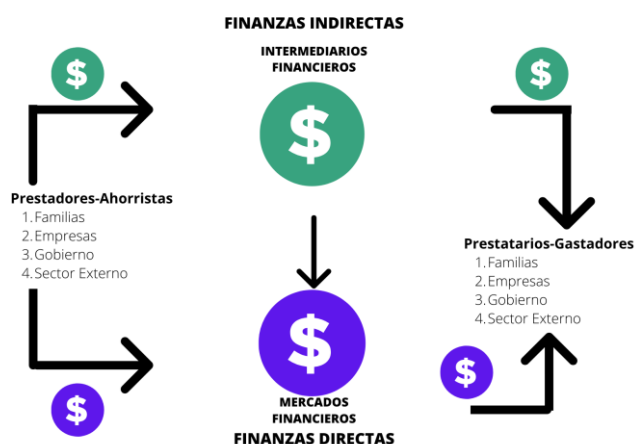 FINANZAS INDIRECTAS
INTERMEDIARIOS
FINANCIEROS
$
$
$
Prestadores-Ahorristas
1. Familias
2. Empresas
3. Gobierno
4. Sector Externo
Prestatarios-Gastadores
1. Familias
2. Empresas
3. Gobierno
4. Sector Externo
$
$
$
MERCADOS
FINANCIEROS
FINANZAS DIRECTAS